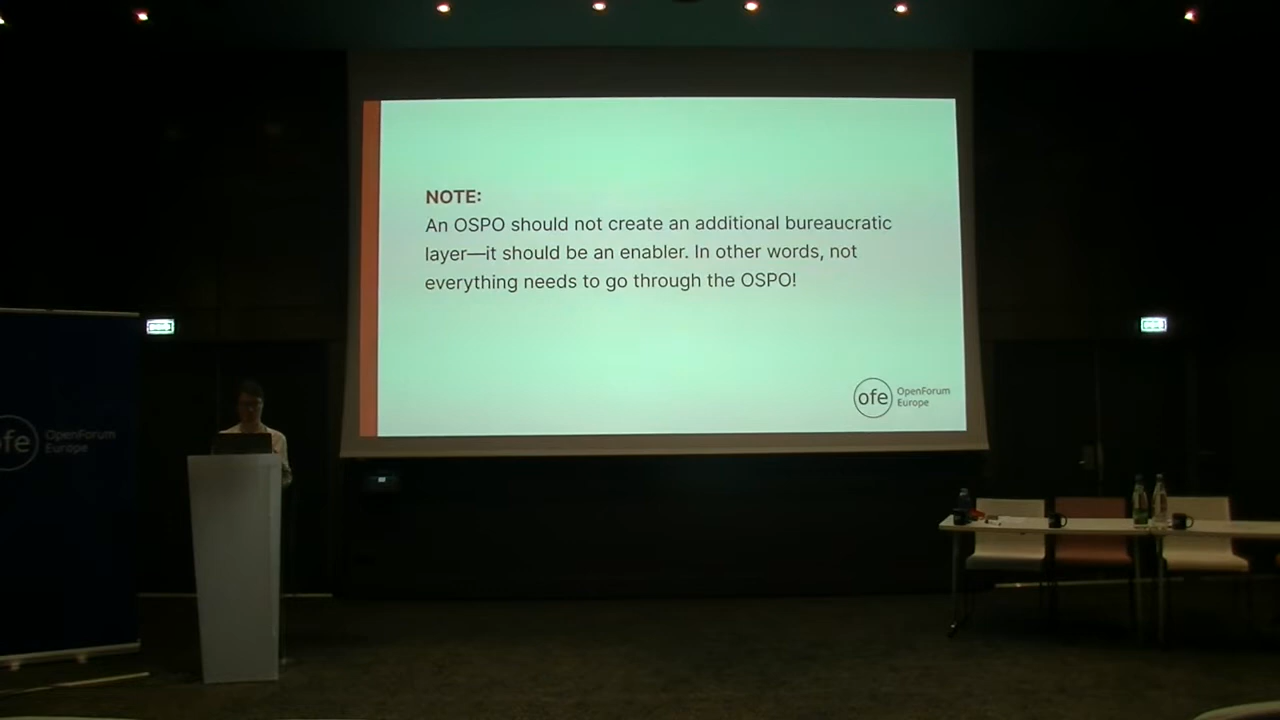 NOTE:
An OSPO should not create an additional bureaucratic
layer—it should be an enabler. In other words, not
everything needs to go through the OSPO!
ofe
OpenForum
Europe
ofe
OpenForum
Europe